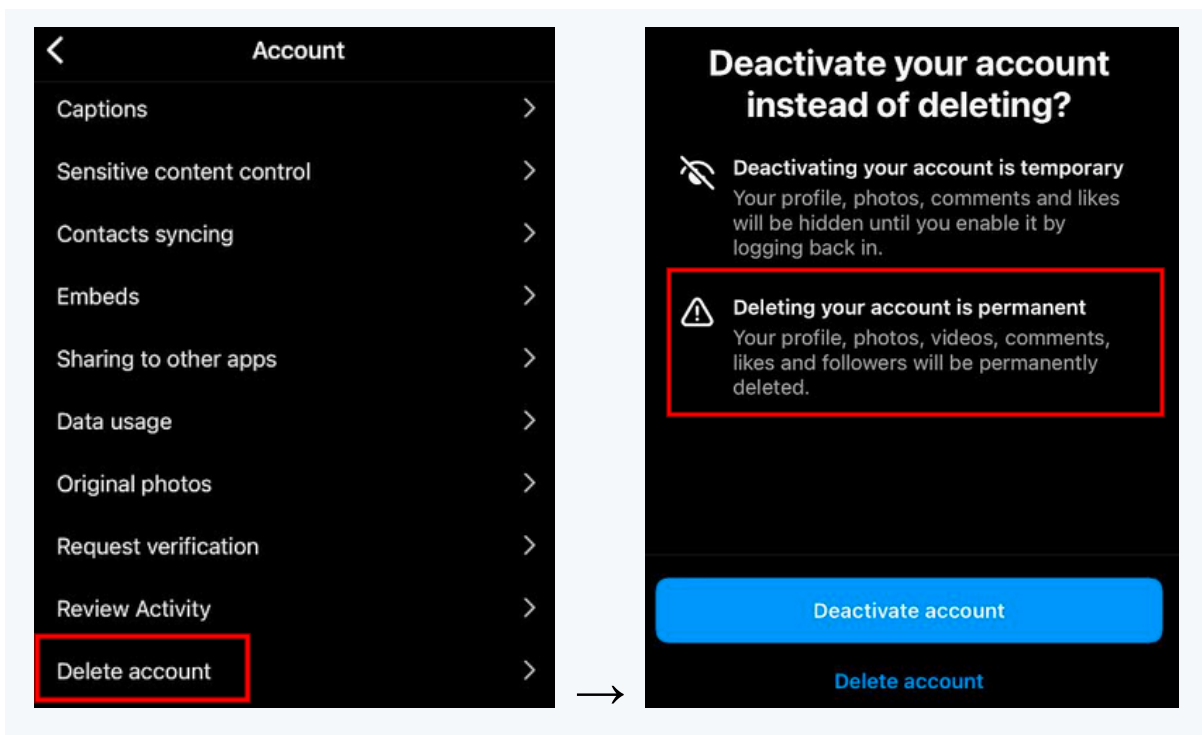 Account
Captions
Sensitive content control
Contacts syncing
Embeds
Sharing to other apps
Data usage
Original photos
Request verification
Review Activity
Delete account
Deactivate your account
instead of deleting?
Deactivating your account is temporary
Your profile, photos, comments and likes
will be hidden until you enable it by
logging back in.
Deleting your account is permanent
Your profile, photos, videos, comments,
likes and followers will be permanently
deleted.
Deactivate account
Delete account